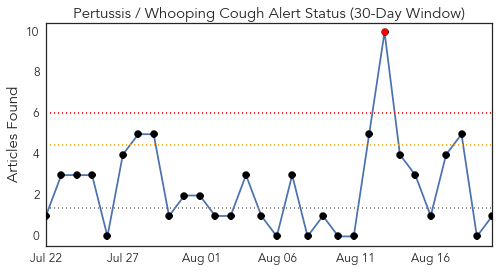 Pertussis / Whooping Cough Alert Status (30-Day Window)
Articles Found
10
8
6
4
2
0
Jul 22 Jul 27 Aug 01 Aug 06 Aug 11 Aug 16